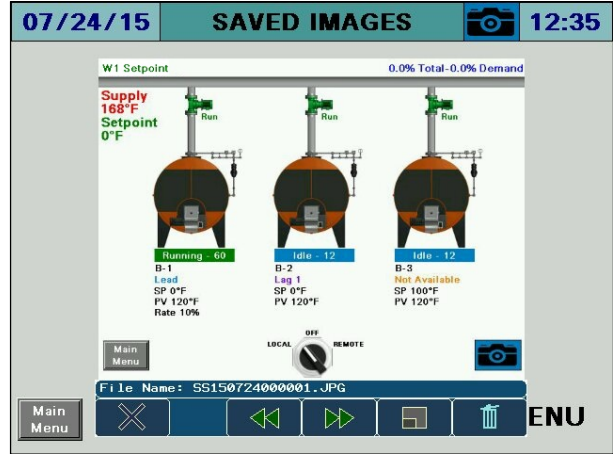 07/24/15 SAVED IMAGES 12:35
W1 Setpoint 0.0% Total-0.0% Demand
Supply
168°F
Setpoint
0°F
Run Run Run
Running - 60 Idle - 12 Idle - 12
B-1 B-2 B-3
Lead Lag 1 Not Available
SP 0°F SP 0°F SP 100°F
PV 120°F PV 120°F PV 120°F
Rate 10%
OFF
LOCAL REMOTE
Main
Menu
File Name: SS150724000001.JPG
Main
Menu
ENU